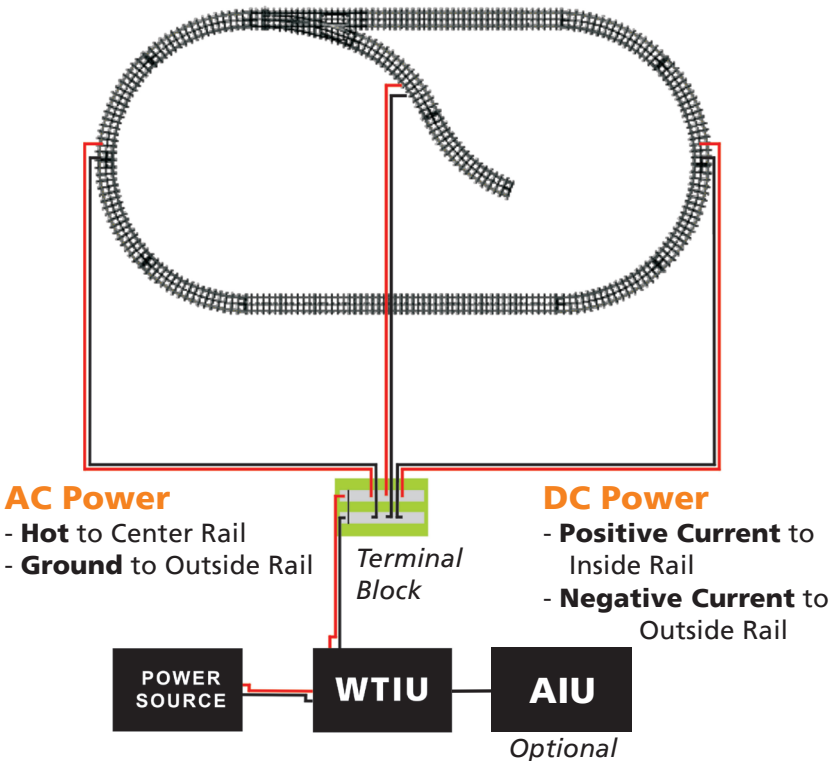 AC Power
- Hot to Center Rail
- Ground to Outside Rail
Terminal
Block
DC Power
- Positive Current to
Inside Rail
- Negative Current to
Outside Rail
POWER
SOURCE
WTIU
AIU
Optional